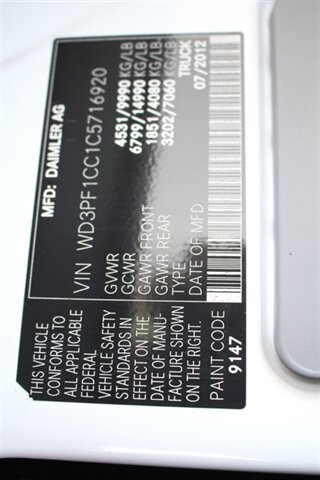 MFD: DAIMLER AG
VIN WD3PF1CC1C5716920
GVWR 4531/9990 KG/LB
GCWR 6799/14990 KG/LB
GAWR FRONT 1851/4080 KG/LB
GAWR REAR 3202/7060 KG/LB
TYPE: TRUCK
DATE OF MFD 07/2012
THIS VEHICLE
CONFORMS TO
ALL APPLICABLE
FEDERAL
VEHICLE SAFETY
STANDARDS IN
EFFECT ON THE
DATE OF MANU-
FACTURE SHOWN
ON THE RIGHT.
PAINT CODE
9147